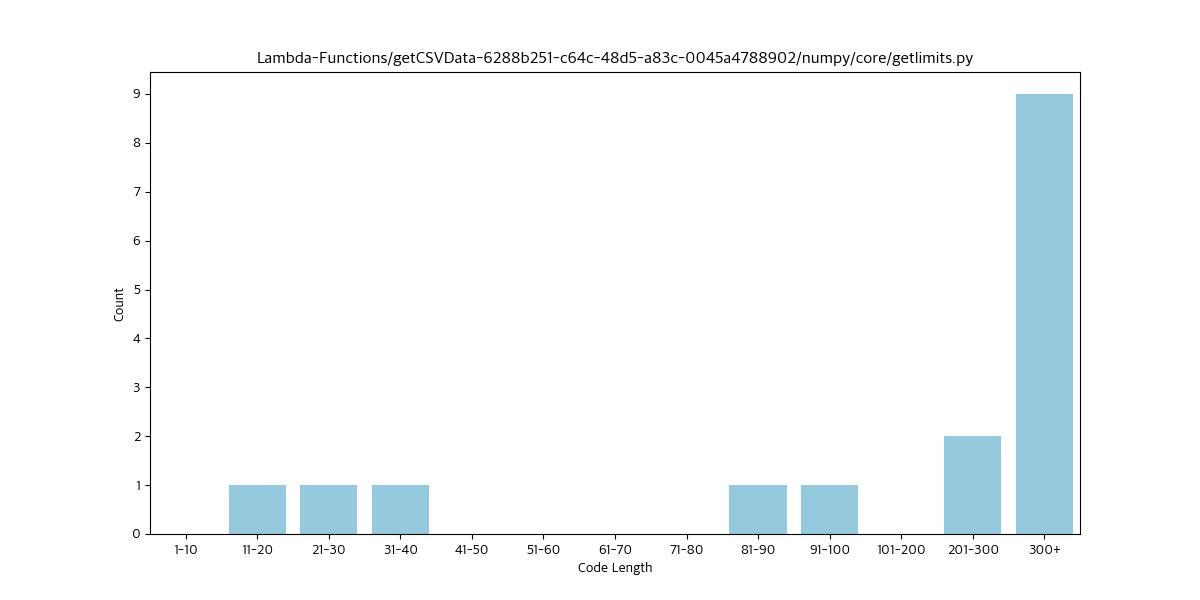 Lambda-Functions/getCSVData-6288b251-c64c-48d5-a83c-0045a4788902/numpy/core/getlimits.py
9
8
7
6
5
4
3
2
1
0
Count
1-10 11-20 21-30 31-40 41-50 51-60 61-70 71-80 81-90 91-100 101-200 201-300 300+
Code Length